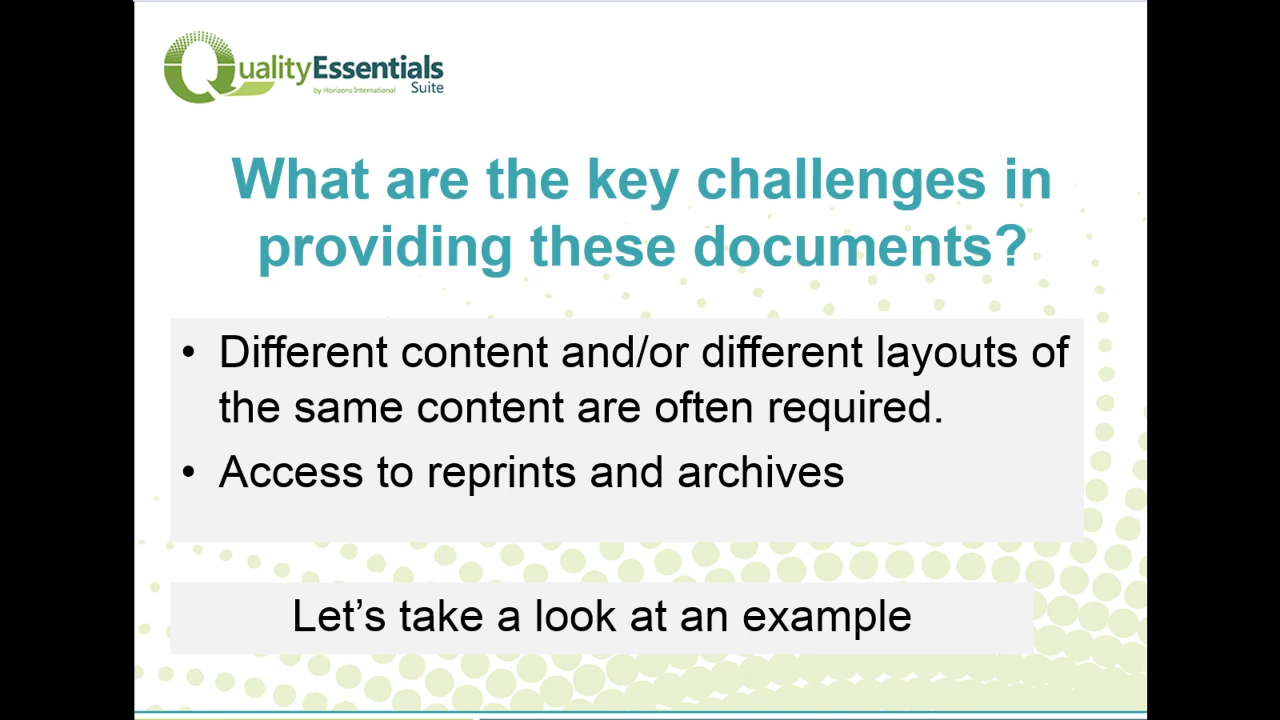 QualityEssentials
by Horizons International Suite
What are the key challenges in
providing these documents?
• Different content and/or different layouts of
the same content are often required.
• Access to reprints and archives
Let’s take a look at an example